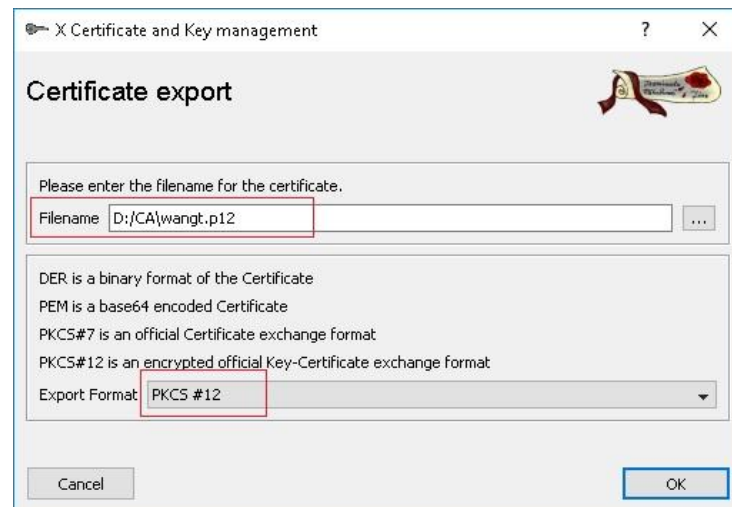 X Certificate and Key management
Certificate export
Please enter the filename for the certificate.
Filename D:/CA\wangt.p12 ...
DER is a binary format of the Certificate
PEM is a base64 encoded Certificate
PKCS#7 is an official Certificate exchange format
PKCS#12 is an encrypted official Key-Certificate exchange format
Export Format PKCS #12
Cancel OK